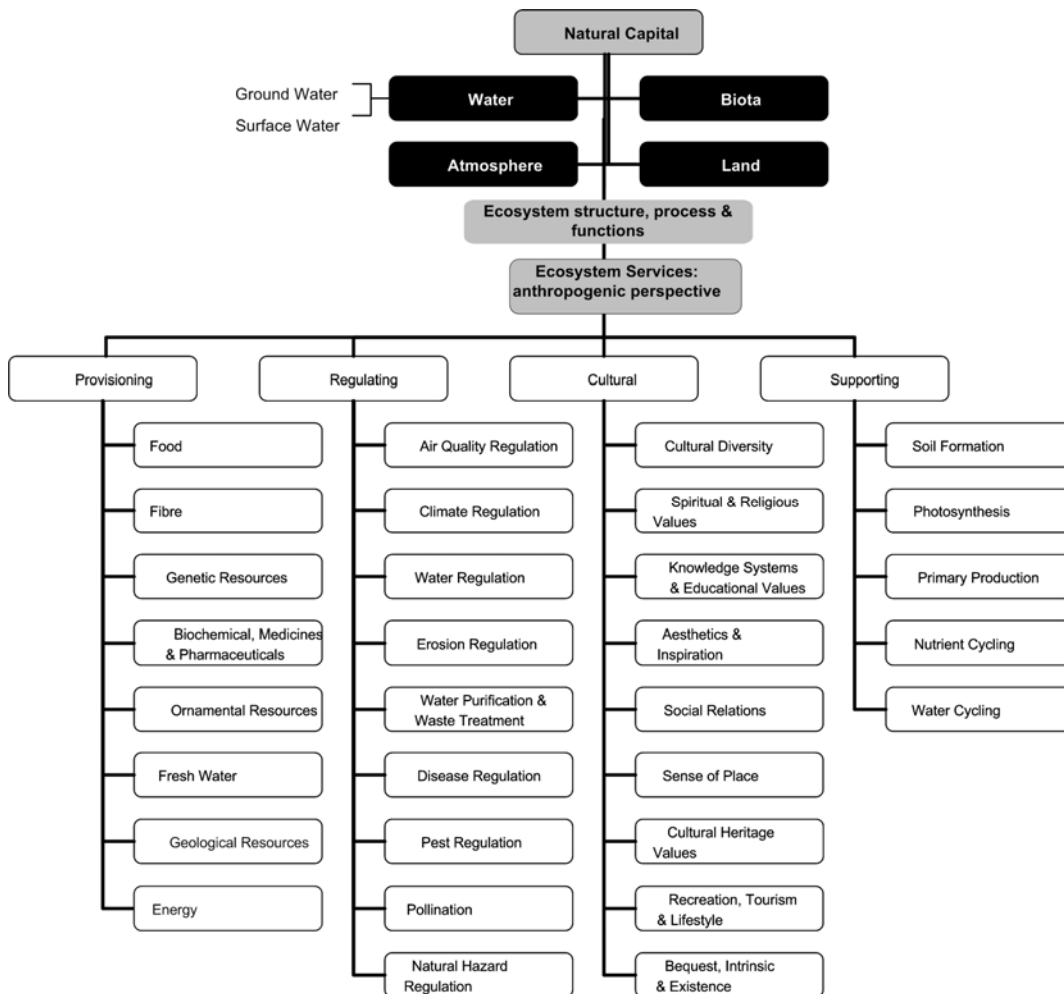 Natural Capital
Ground Water
Surface Water
Water
Biota
Atmosphere
Land
Ecosystem structure, process &
functions
Ecosystem Services:
anthropogenic perspective
Provisioning
Regulating
Cultural
Supporting
Food
Fibre
Genetic Resources
Biochemical, Medicines
& Pharmaceuticals
Ornamental Resources
Fresh Water
Geological Resources
Energy
Air Quality Regulation
Climate Regulation
Water Regulation
Erosion Regulation
Water Purification &
Waste Treatment
Disease Regulation
Pest Regulation
Pollination
Natural Hazard
Regulation
Cultural Diversity
Spiritual & Religious
Values
Knowledge Systems
& Educational Values
Aesthetics &
Inspiration
Social Relations
Sense of Place
Cultural Heritage
Values
Recreation, Tourism
& Lifestyle
Bequest, Intrinsic
& Existence
Soil Formation
Photosynthesis
Primary Production
Nutrient Cycling
Water Cycling